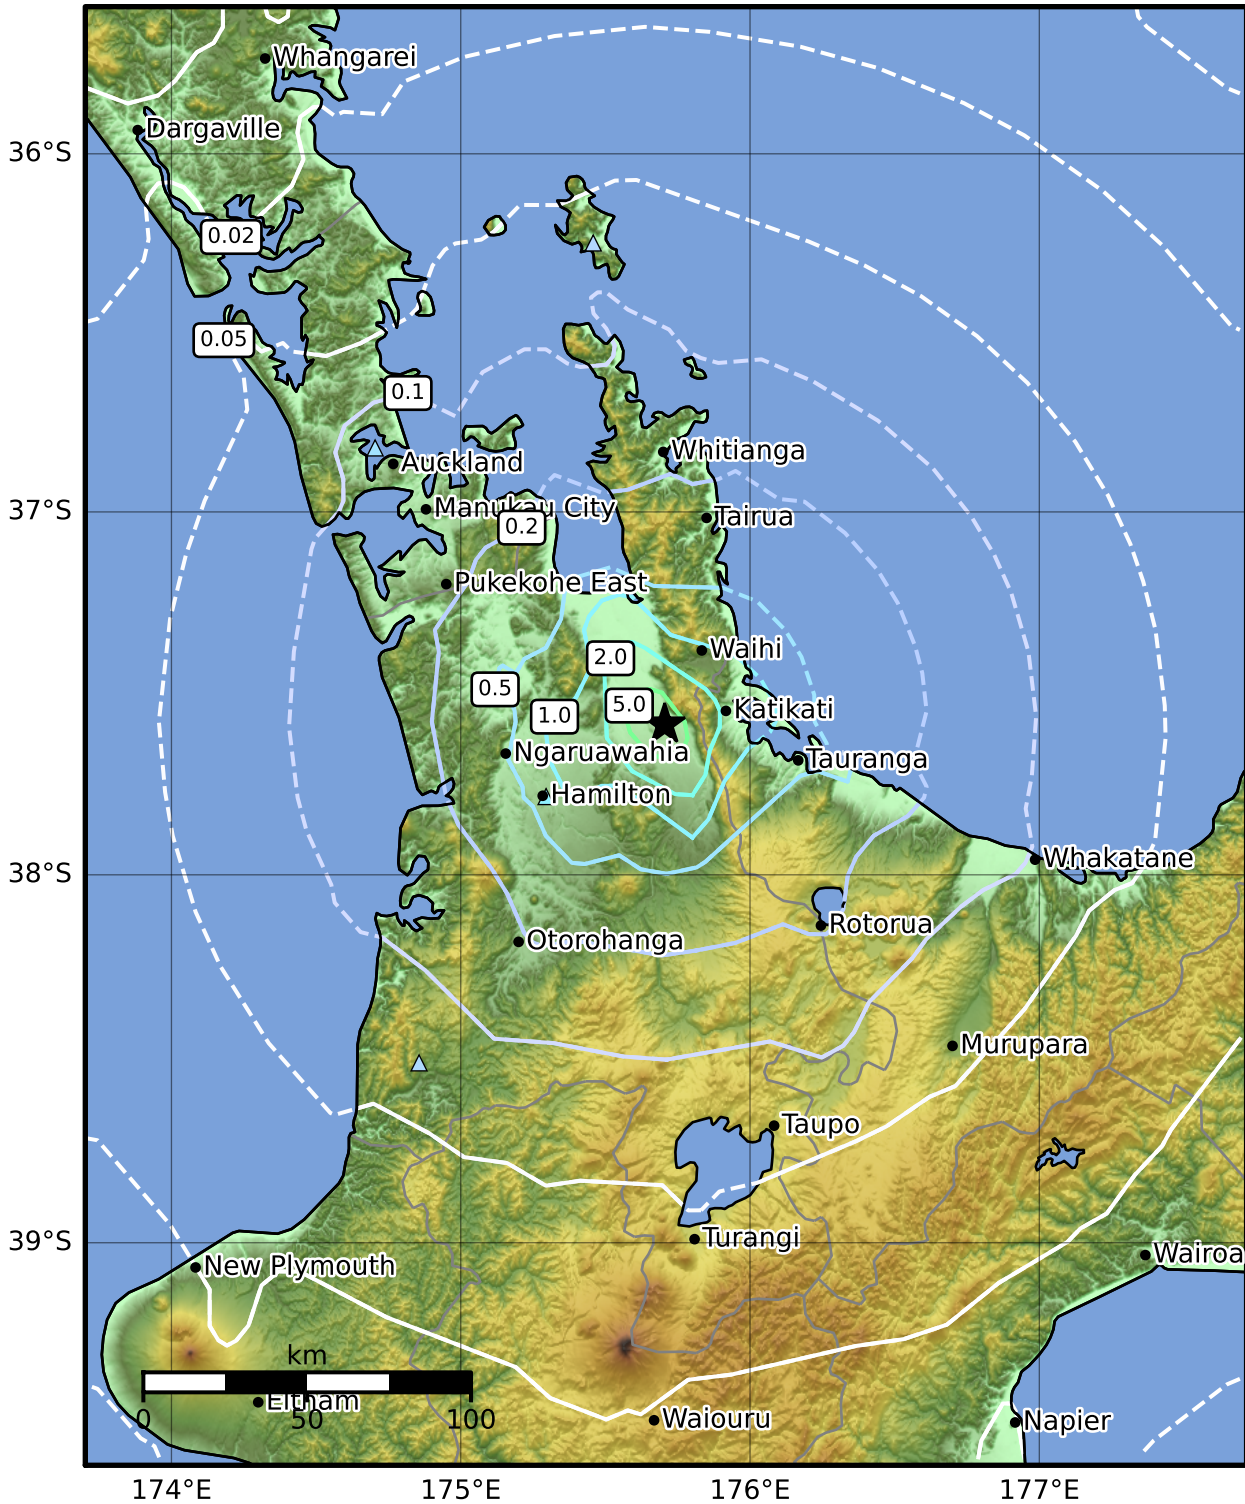 Whangarei
Dargaville
36°S
0.02
0.05
0.1
Whitianga
Auckland
Manukau City
37°S
Tairua
0.2
Pukekohe East
Waihi
2.0
0.5
5.0
1.0
Katikati
Ngaruawahia
Tauranga
Hamilton
Whakatane
38°S
Rotorua
Otorohanga
Murupara
Taupo
39°S
Turangi
Wairoa
New Plymouth
km
Eltham
0 50 100
Waiouru
Napier
174°E 175°E 176°E 177°E